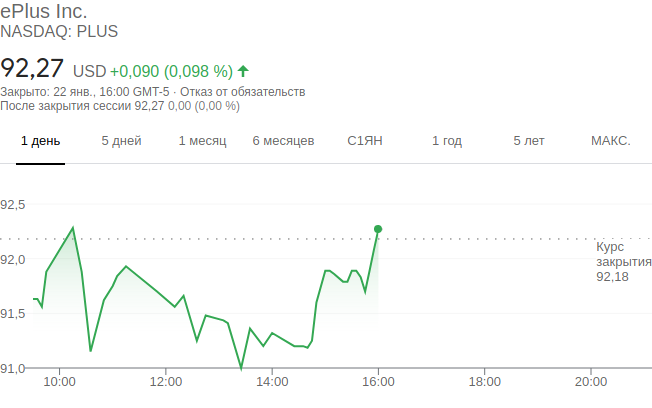 ePlus Inc.
NASDAQ: PLUS
92,27 USD +0,090 (0,098 %)
Закрыто: 22 янв., 16:00 GMT-5 · Отказ от обязательств
После закрытия сессии 92,27 0,00 (0,00 %)
1 день 5 дней 1 месяц 6 месяцев С1ЯН 1 год 5 лет МАКС.
92,5
Курс
закрытия
92,18
92,0
91,5
91,0
10:00 12:00 14:00 16:00 18:00 20:00